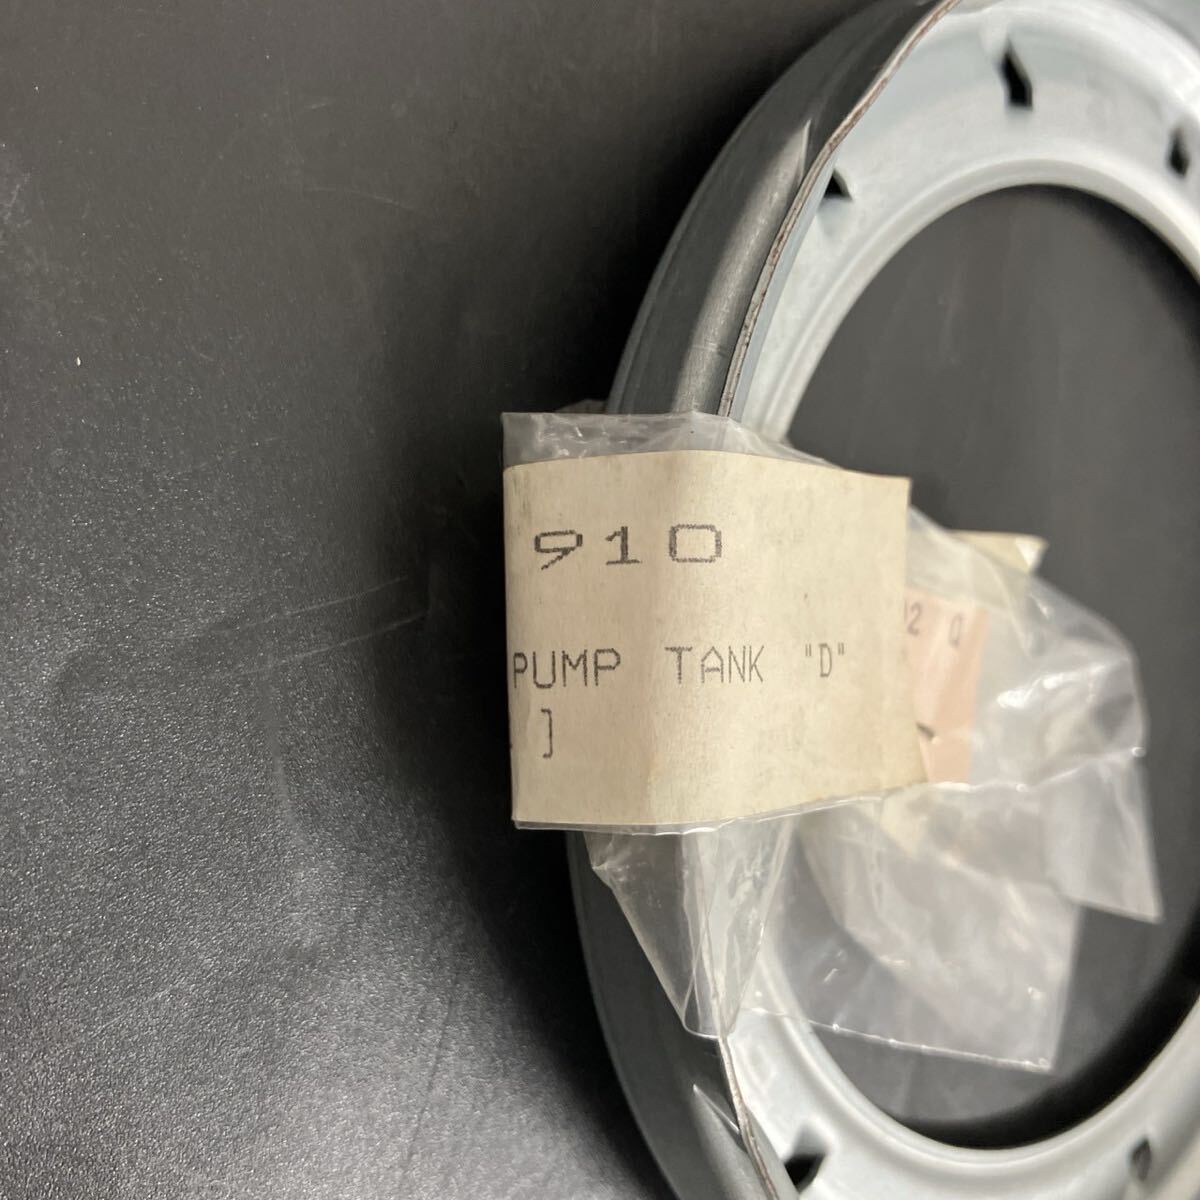 910
PUMP TANK "D"
]